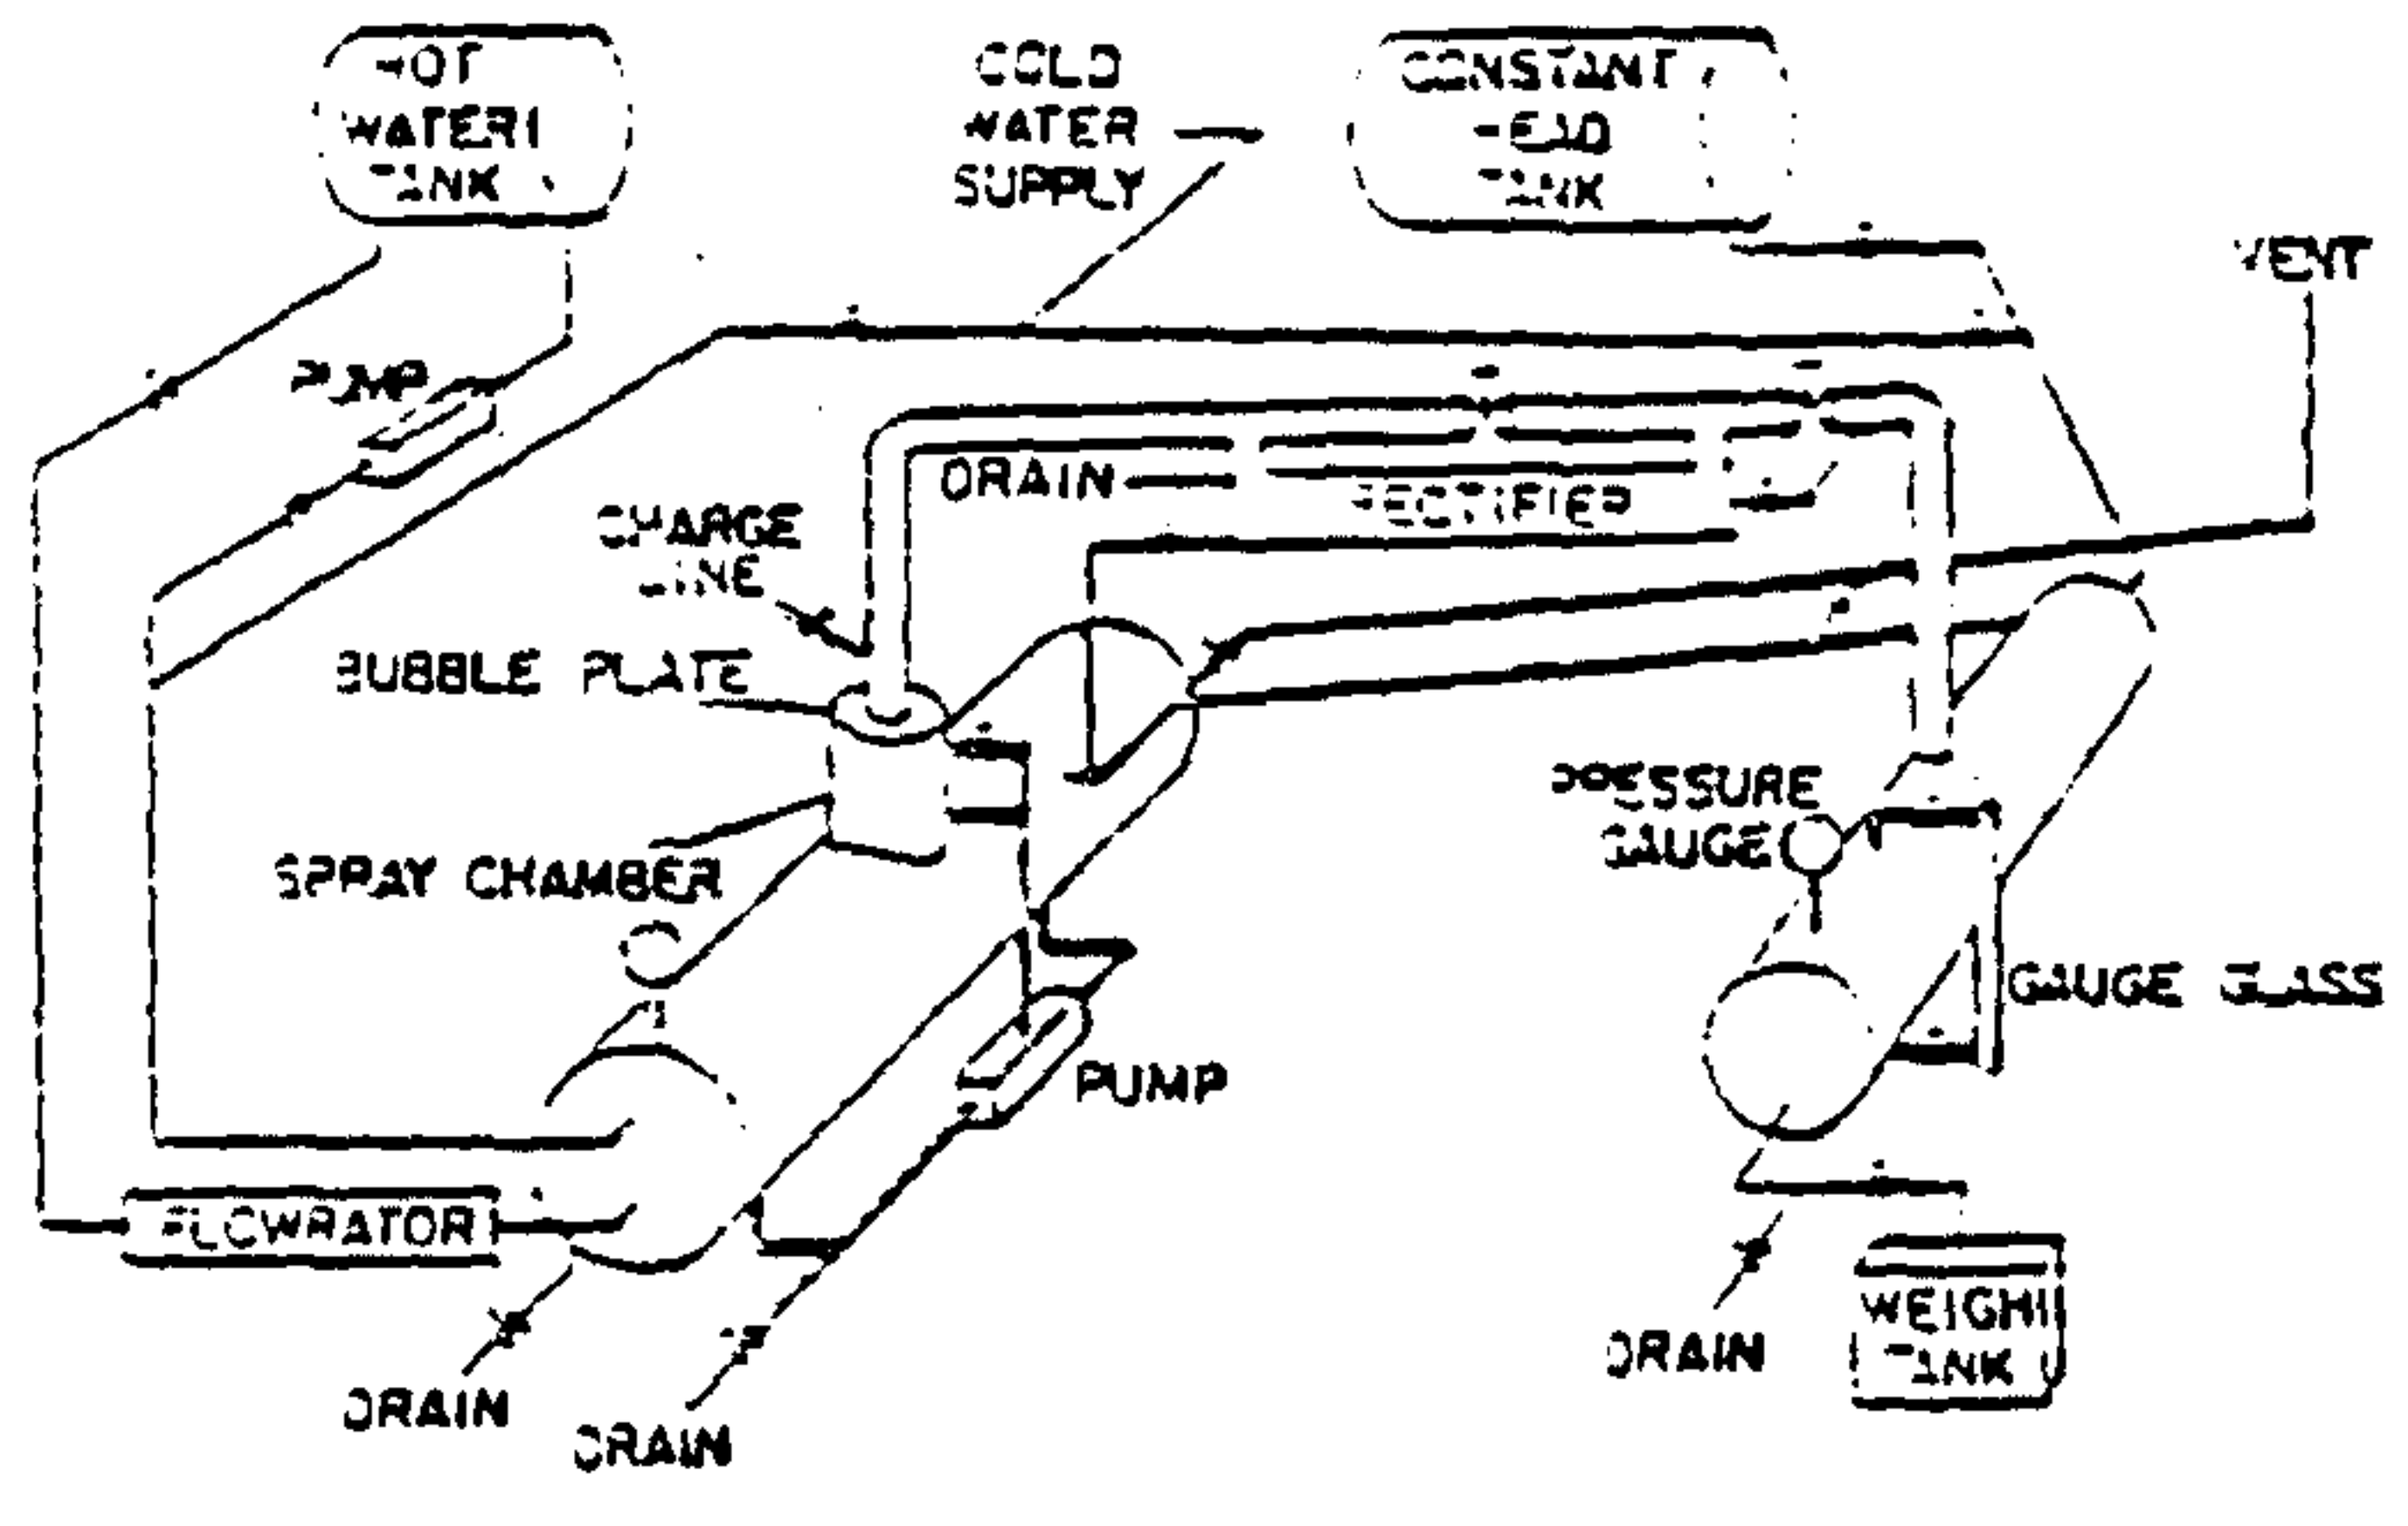 HOT
WATER
TANK
COLD
WATER
SUPPLY
CONSTANT
HEAD
TANK
VENT
PUMP
DRAIN
RECTIFIER
CHARGE
LINE
BUBBLE PLATE
PRESSURE
GAUGE
SPRAY CHAMBER
GAUGE GLASS
PUMP
FLOWRATOR
WEIGH
TANK
DRAIN
DRAIN
DRAIN